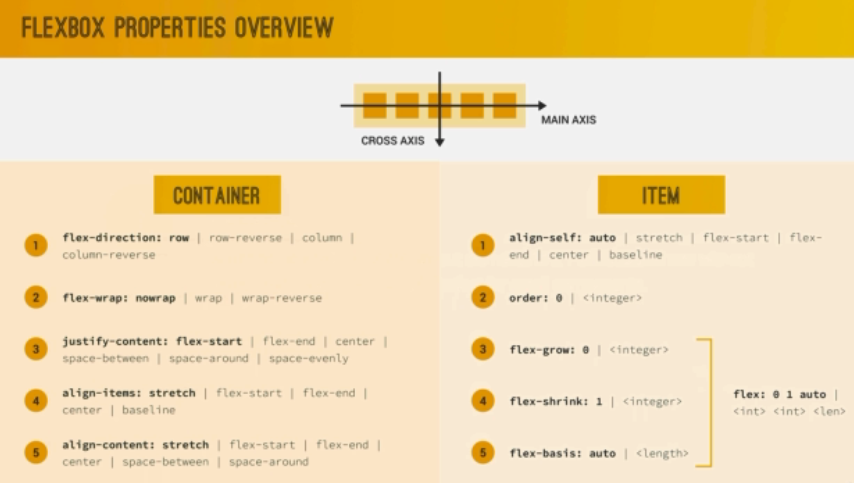 FLEXBOX PROPERTIES OVERVIEW
MAIN AXIS
CROSS AXIS
CONTAINER
1 flex-direction: row | row-reverse | column |
column-reverse
2 flex-wrap: nowrap | wrap | wrap-reverse
3 justify-content: flex-start | flex-end | center |
space-between | space-around | space-evenly
4 align-items: stretch | flex-start | flex-end |
center | baseline
5 align-content: stretch | flex-start | flex-end |
center | space-between | space-around
ITEM
1 align-self: auto | stretch | flex-start | flex-
end | center | baseline
2 order: 0 | <integer>
3 flex-grow: 0 | <integer>
4 flex-shrink: 1 | <integer>
5 flex-basis: auto | <length>
flex: 0 1 auto |
<int> <int> <len>